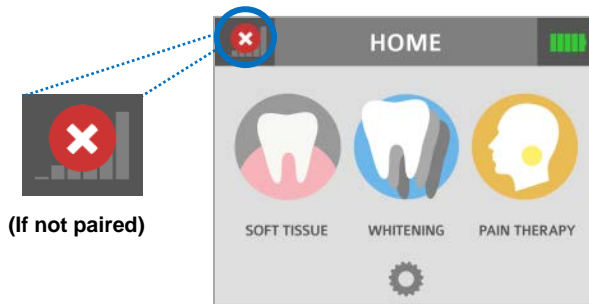 HOME
(If not paired)
SOFT TISSUE
WHITENING
PAIN THERAPY